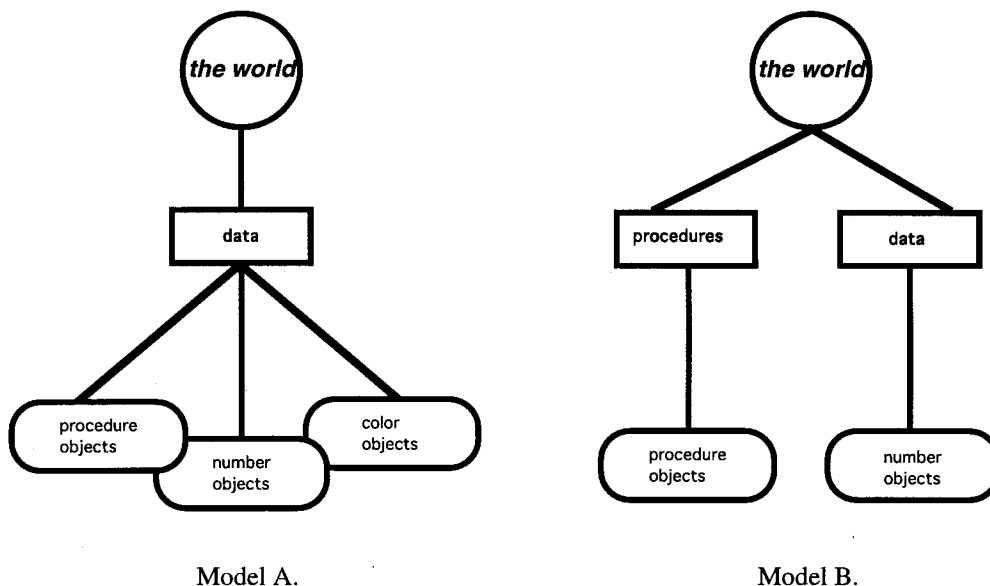 the world
data
procedure
objects
number
objects
color
objects
Model A.
the world
procedures
data
procedure
objects
number
objects
Model B.